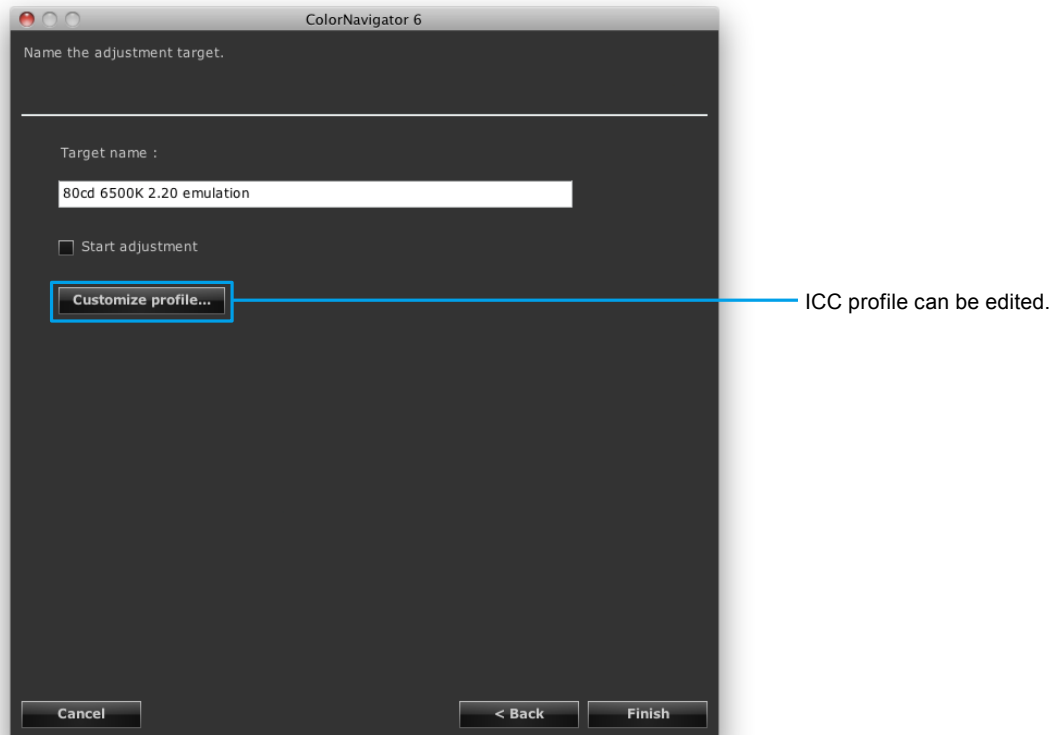 ColorNavigator 6
Name the adjustment target.
Target name :
80cd 6500K 2.20 emulation
Start adjustment
Customize profile...
ICC profile can be edited.
Cancel
< Back
Finish